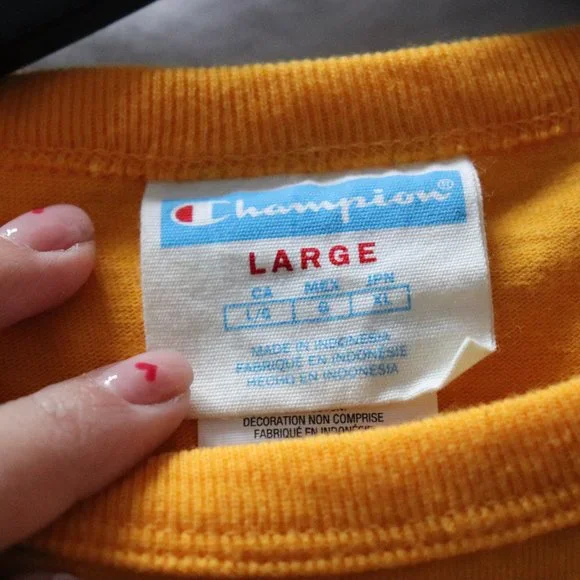 Champion®
LARGE
CA MEX JPN
L/G G XL
MADE IN INDONESIA
FABRIQUÉ EN INDONÉSIE
HECHO EN INDONESIA
DÉCORATION NON COMPRISE
FABRIQUÉ EN